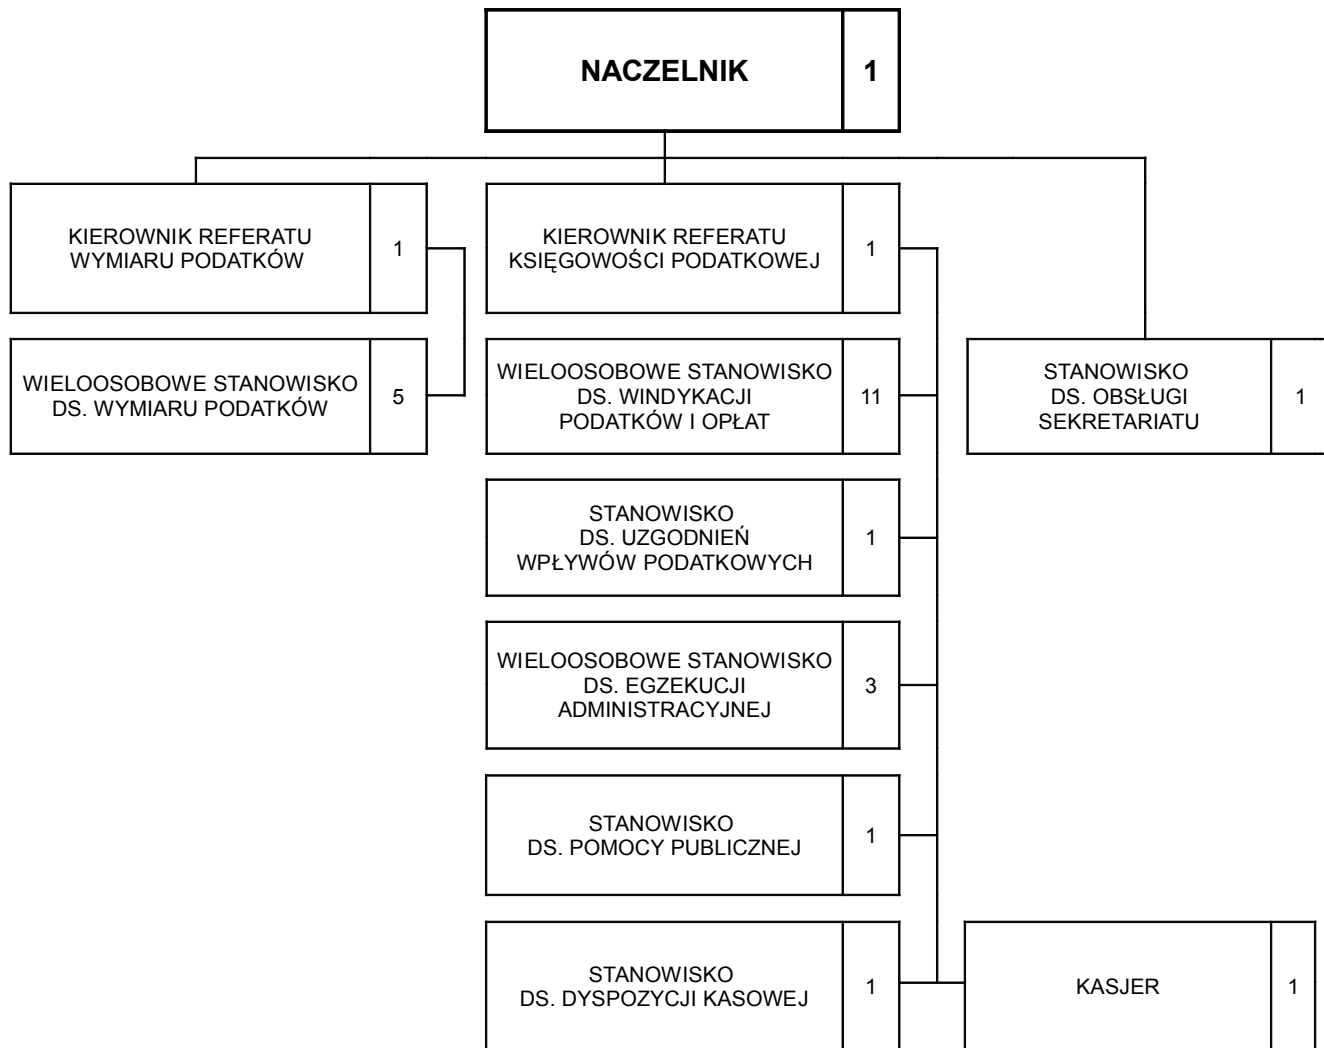 NACZELNIK
1
KIEROWNIK REFERATU
WYMIARU PODATKÓW
1
KIEROWNIK REFERATU
KSIĘGOWOŚCI PODATKOWEJ
1
WIELOOSOBOWE STANOWISKO
DS. WYMIARU PODATKÓW
5
WIELOOSOBOWE STANOWISKO
DS. WINDYKACJI
PODATKÓW I OPŁAT
11
STANOWISKO
DS. OBSŁUGI
SEKRETARIATU
1
STANOWISKO
DS. UZGODNIEŃ
WPŁYWÓW PODATKOWYCH
1
WIELOOSOBOWE STANOWISKO
DS. EGZEKUCJI
ADMINISTRACYJNEJ
3
STANOWISKO
DS. POMOCY PUBLICZNEJ
1
STANOWISKO
DS. DYSPOZYCJI KASOWEJ
1
KASJER
1